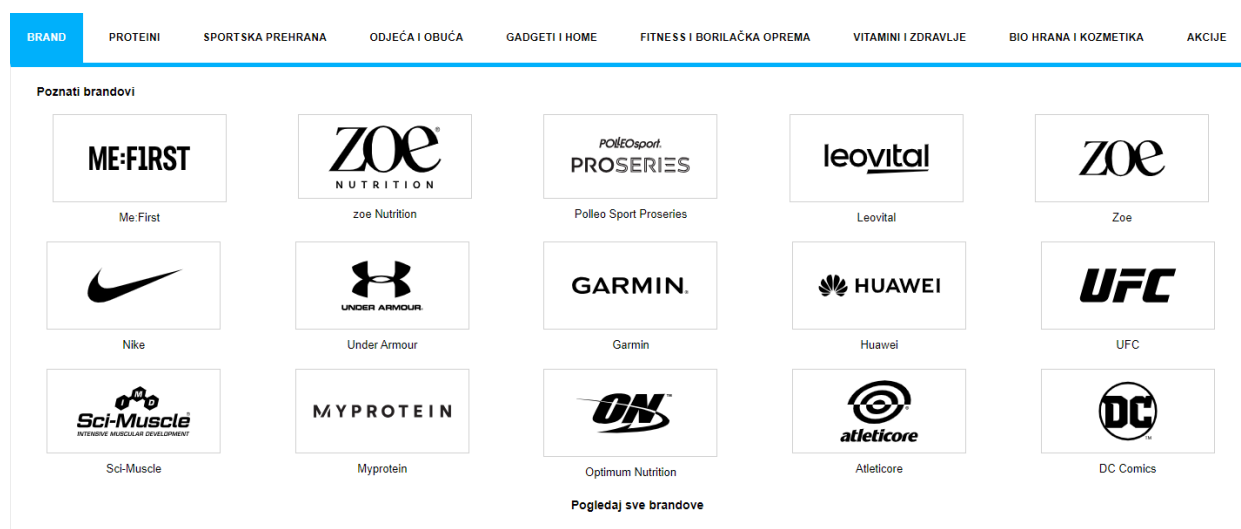 BRAND PROTEINI SPORTSKA PREHRANA ODJEĆA I OBUĆA GADGETI I HOME FITNESS I BORILAČKA OPREMA VITAMINI I ZDRAVLJE BIO HRANA I KOZMETIKA AKCIJE
Poznati brandovi
ME:F1RST
ZOe®
NUTRITION
POLLEOsport.
PROSERIES
leovital
ZOe
Me:First
zoe Nutrition
Polleo Sport Proseries
Leovital
Zoe
UNDER ARMOUR.
GARMIN.
HUAWEI
UFC
Nike
Under Armour
Garmin
Huawei
UFC
IMD
Sci-Muscle
INTENSIVE MUSCULAR DEVELOPMENT
MYPROTEIN
ON™
atleticore
DC™
Sci-Muscle
Myprotein
Optimum Nutrition
Atleticore
DC Comics
Pogledaj sve brandove